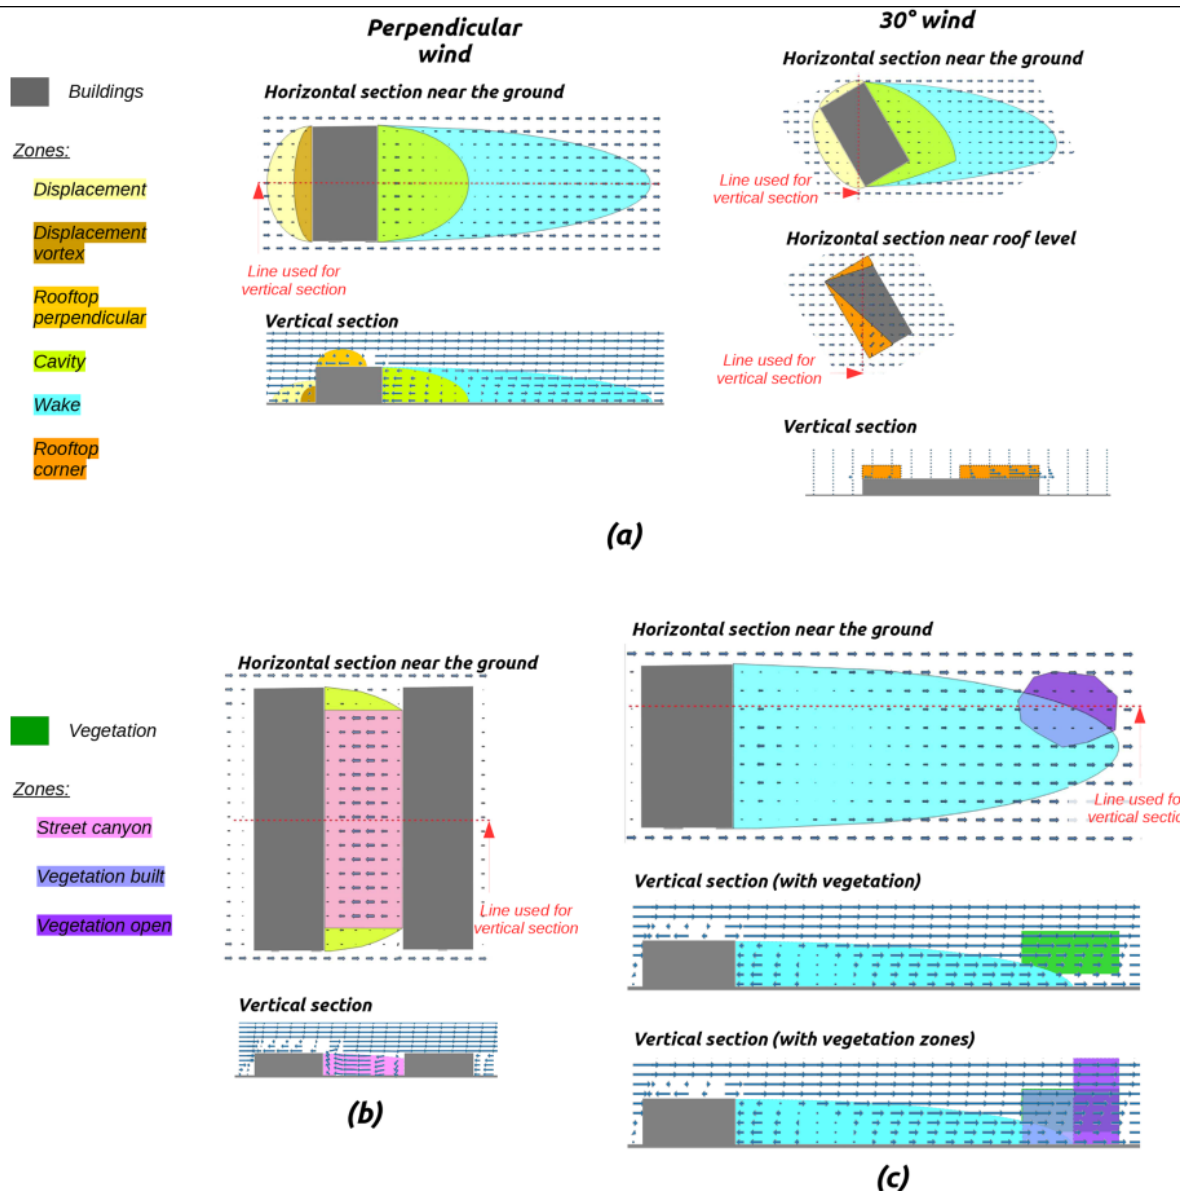 Perpendicular
wind
30° wind
Horizontal section near the ground
Horizontal section near the ground
Buildings
Zones:
Displacement
Displacement
vortex
Rooftop
perpendicular
Cavity
Wake
Rooftop
corner
Line used for
vertical section
Line used for
vertical section
Horizontal section near roof level
Vertical section
Line used for
vertical section
Vertical section
(a)
Horizontal section near the ground
Horizontal section near the ground
Vegetation
Zones:
Street canyon
Vegetation built
Vegetation open
Line used for
vertical section
Line used fo
vertical sectio
Vertical section (with vegetation)
Vertical section
Vertical section (with vegetation zones)
(b)
(c)